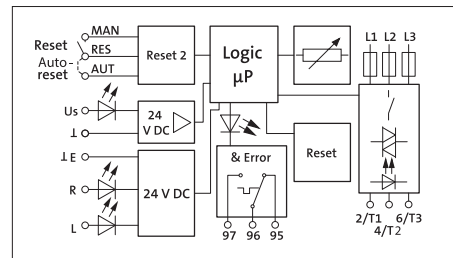 MAN
Reset
RES
Auto-
reset
AUT
Reset 2
Logic
µP
L1 L2 L3
Us
⊥
24
V DC
⊥E
R
L
24 V DC
& Error
97 96 95
Reset
2/T1
4/T2
6/T3